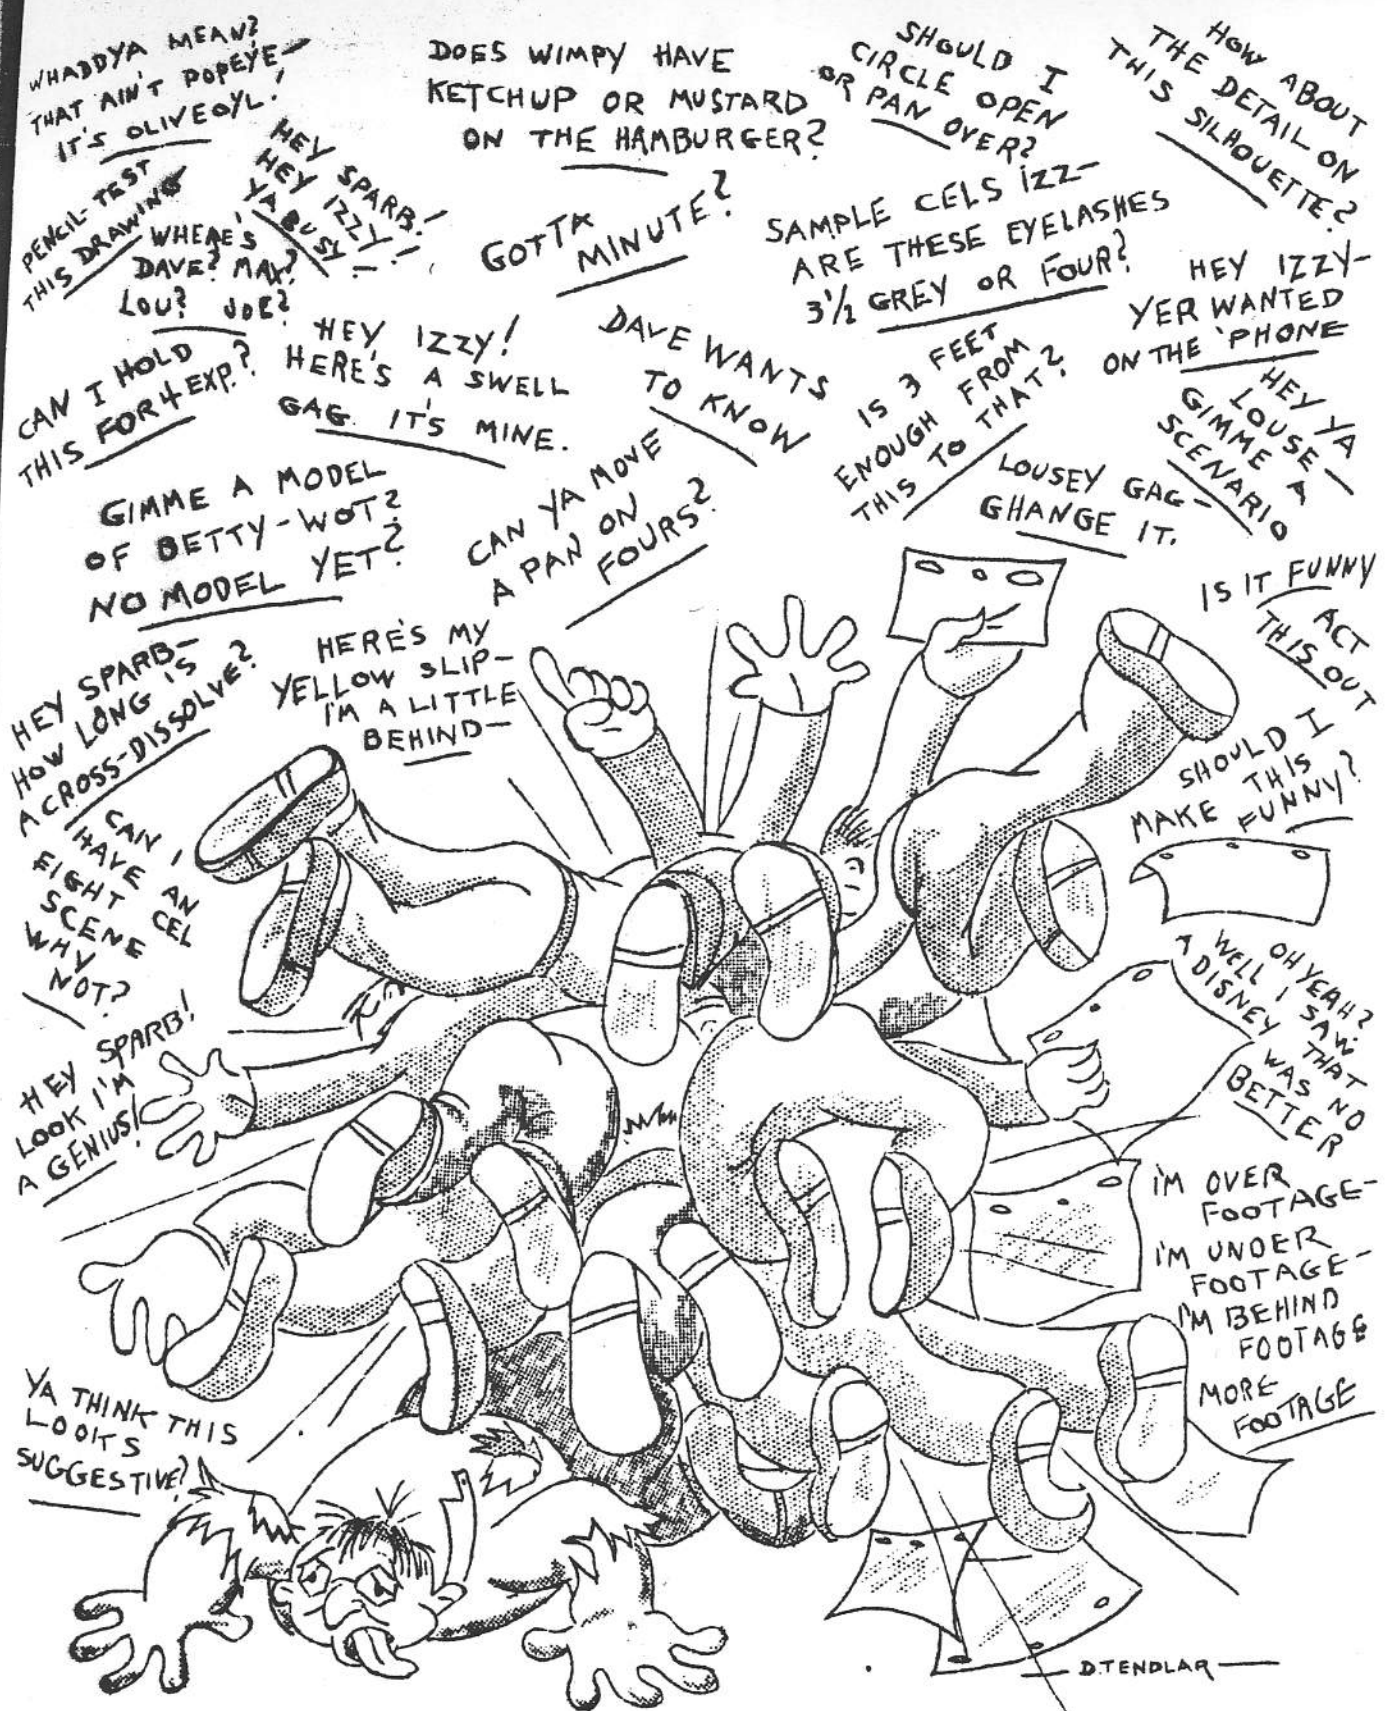 WHADDYA MEAN?
THAT AIN'T POPEYE-
IT'S OLIVEOYL!
DOES WIMPY HAVE
KETCHUP OR MUSTARD
ON THE HAMBURGER?
SHOULD I
CIRCLE OPEN
OR PAN OVER?
HOW ABOUT
THE DETAIL ON
THIS SILHOUETTE?
PENCIL-TEST
THIS DRAWING
HEY SPARB!
HEY IZZY!
YA BUSY!
WHERE'S
DAVE? MAX?
LOU? JOE?
GOTTA
MINUTE?
SAMPLE CELS IZZ-
ARE THESE EYELASHES
3½ GREY OR FOUR?
HEY IZZY-
YER WANTED
ON THE 'PHONE
CAN I HOLD
THIS FOR 4 EXP.?
HEY IZZY!
HERE'S A SWELL
GAG. IT'S MINE.
DAVE WANTS
TO KNOW
IS 3 FEET
ENOUGH FROM
THIS TO THAT?
HEY YA
LOUSE-
GIMME A
SCENARIO
GIMME A MODEL
OF BETTY-WOT?
NO MODEL YET?
CAN YA MOVE
A PAN ON
FOURS?
LOUSEY GAG-
GHANGE IT.
IS IT FUNNY
ACT
THIS OUT
HEY SPARB-
HOW LONG IS
A CROSS-DISSOLVE?
HERE'S MY
YELLOW SLIP-
I'M A LITTLE
BEHIND-
SHOULD I
MAKE THIS
FUNNY?
CAN I
HAVE AN
EIGHT CEL
SCENE
WHY
NOT?
OH YEAH?
WELL I SAW
A DISNEY THAT
WAS NO
BETTER
HEY SPARB!
LOOK I'M
A GENIUS!
I'M OVER
FOOTAGE-
I'M UNDER
FOOTAGE-
I'M BEHIND
FOOTAGE
MORE
FOOTAGE
YA THINK THIS
LOOKS
SUGGESTIVE?
D.TENDLAR